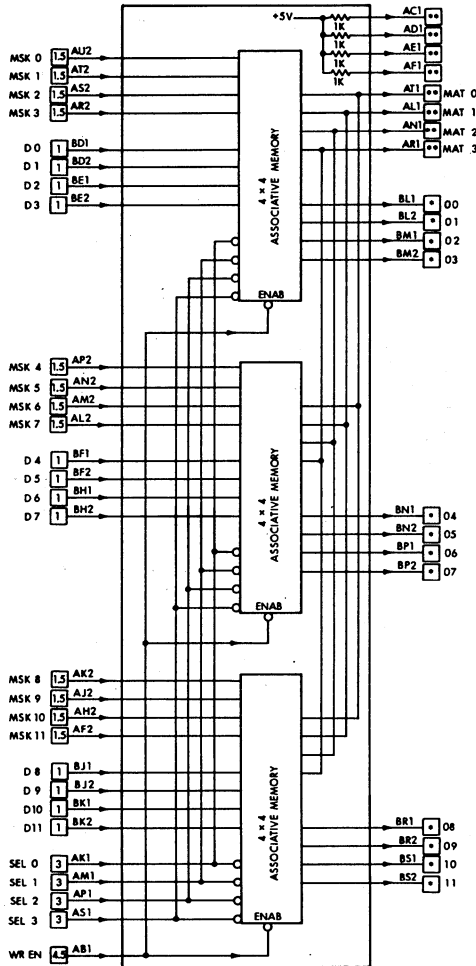 +5V 1K AC1
1K AD1
1K AE1
1K AF1
MSK 0 1.5 AU2
MSK 1 1.5 AT2
MSK 2 1.5 AS2
MSK 3 1.5 AR2
AT1 MAT 0
AL1 MAT 1
AN1 MAT 2
AR1 MAT 3
D 0 1 BD1
D 1 1 BD2
D 2 1 BE1
D 3 1 BE2
4 × 4
ASSOCIATIVE MEMORY
BL1 00
BL2 01
BM1 02
BM2 03
ENAB
MSK 4 1.5 AP2
MSK 5 1.5 AN2
MSK 6 1.5 AM2
MSK 7 1.5 AL2
D 4 1 BF1
D 5 1 BF2
D 6 1 BH1
D 7 1 BH2
4 × 4
ASSOCIATIVE MEMORY
BN1 04
BN2 05
BP1 06
BP2 07
ENAB
MSK 8 1.5 AK2
MSK 9 1.5 AJ2
MSK 10 1.5 AH2
MSK 11 1.5 AF2
D 8 1 BJ1
D 9 1 BJ2
D10 1 BK1
D11 1 BK2
4 × 4
ASSOCIATIVE MEMORY
BR1 08
BR2 09
BS1 10
BS2 11
SEL 0 3 AK1
SEL 1 3 AM1
SEL 2 3 AP1
SEL 3 3 AS1
ENAB
WR EN 4.5 AB1